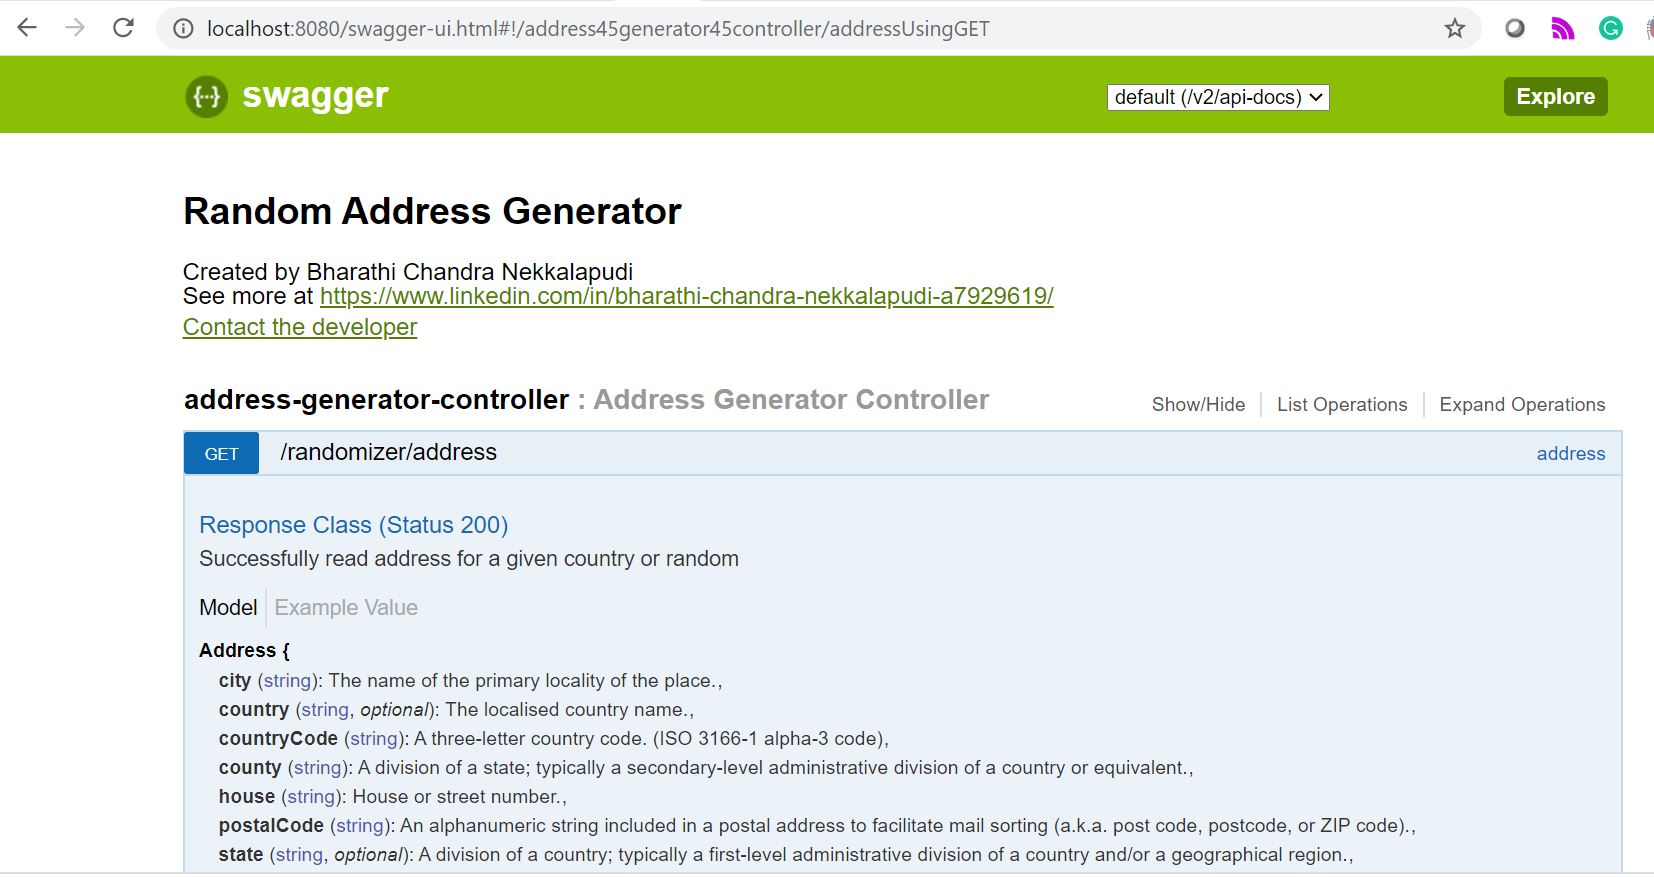 localhost:8080/swagger-ui.html#!/address45generator45controller/addressUsingGET
{···} swagger
default (/v2/api-docs)
Explore
Random Address Generator
Created by Bharathi Chandra Nekkalapudi
See more at https://www.linkedin.com/in/bharathi-chandra-nekkalapudi-a7929619/
Contact the developer
address-generator-controller : Address Generator Controller
Show/Hide
List Operations
Expand Operations
GET /randomizer/address
address
Response Class (Status 200)
Successfully read address for a given country or random
Model
Example Value
Address {
city (string): The name of the primary locality of the place.,
country (string, optional): The localised country name.,
countryCode (string): A three-letter country code. (ISO 3166-1 alpha-3 code),
county (string): A division of a state; typically a secondary-level administrative division of a country or equivalent.,
house (string): House or street number.,
postalCode (string): An alphanumeric string included in a postal address to facilitate mail sorting (a.k.a. post code, postcode, or ZIP code).,
state (string, optional): A division of a country; typically a first-level administrative division of a country and/or a geographical region.,